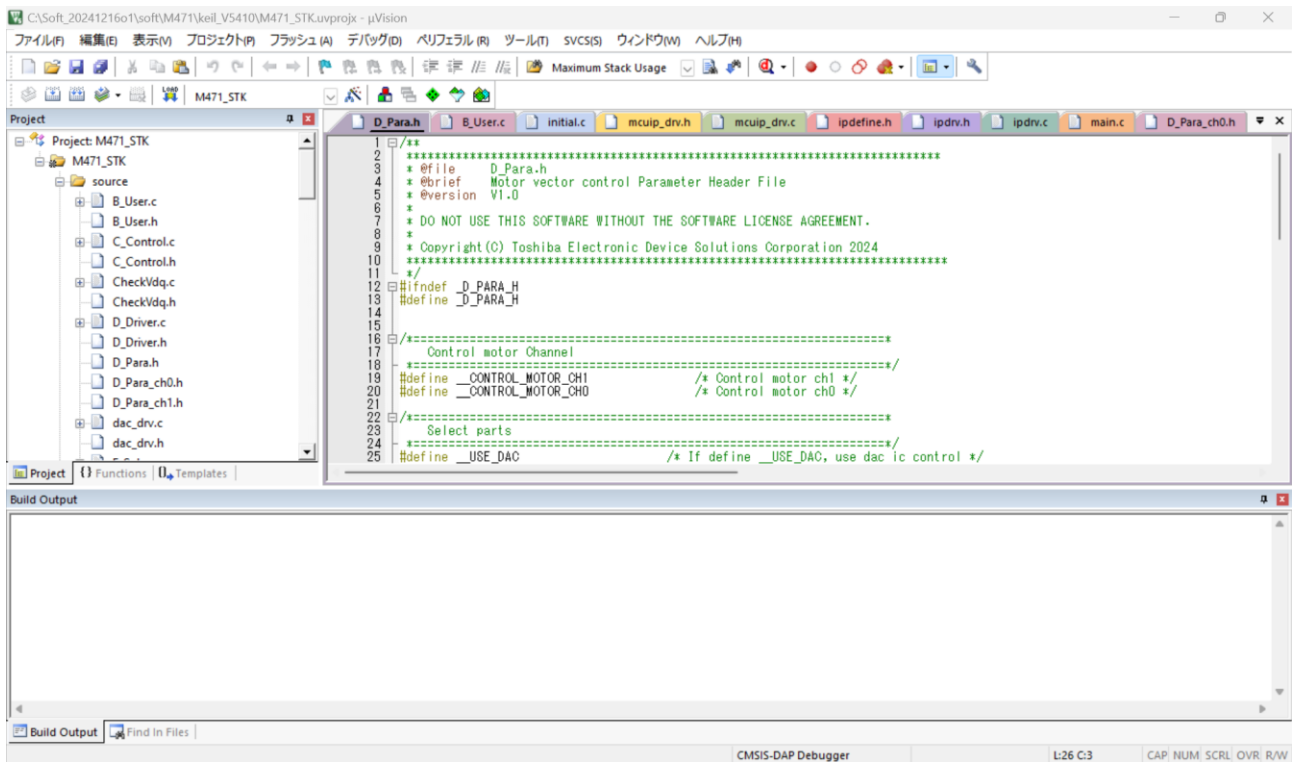 C:\Soft_20241216o1\soft\M471\keil_V5410\M471_STK.uvprojx - µVision
ファイル(F) 編集(E) 表示(V) プロジェクト(P) フラッシュ(A) デバッグ(D) ペリフェラル(R) ツール(T) SVCS(S) ウィンドウ(W) ヘルプ(H)
Maximum Stack Usage
LOAD M471_STK
Project
D_Para.h B_User.c initial.c mcuip_drv.h mcuip_drv.c ipdefine.h ipdrv.h ipdrv.c main.c D_Para_ch0.h
Project: M471_STK
M471_STK
source
B_User.c
B_User.h
C_Control.c
C_Control.h
CheckVdq.c
CheckVdq.h
D_Driver.c
D_Driver.h
D_Para.h
D_Para_ch0.h
D_Para_ch1.h
dac_drv.c
dac_drv.h
Project {} Functions 0 Templates
1 /**
2 ****************************************************************************
3 * @file D_Para.h
4 * @brief Motor vector control Parameter Header File
5 * @version V1.0
6 *
7 * DO NOT USE THIS SOFTWARE WITHOUT THE SOFTWARE LICENSE AGREEMENT.
8 *
9 * Copyright(C) Toshiba Electronic Device Solutions Corporation 2024
10 *****************************************************************************
11 */
12 #ifndef _D_PARA_H
13 #define _D_PARA_H
14
15
16 /*===================================================================*
17 Control motor Channel
18 *===================================================================*/
19 #define __CONTROL_MOTOR_CH1 /* Control motor ch1 */
20 #define __CONTROL_MOTOR_CH0 /* Control motor ch0 */
21
22 /*===================================================================*
23 Select parts
24 *===================================================================*/
25 #define __USE_DAC /* If define __USE_DAC, use dac ic control */
Build Output
Build Output Find In Files
CMSIS-DAP Debugger L:26 C:3 CAP NUM SCRL OVR R/W